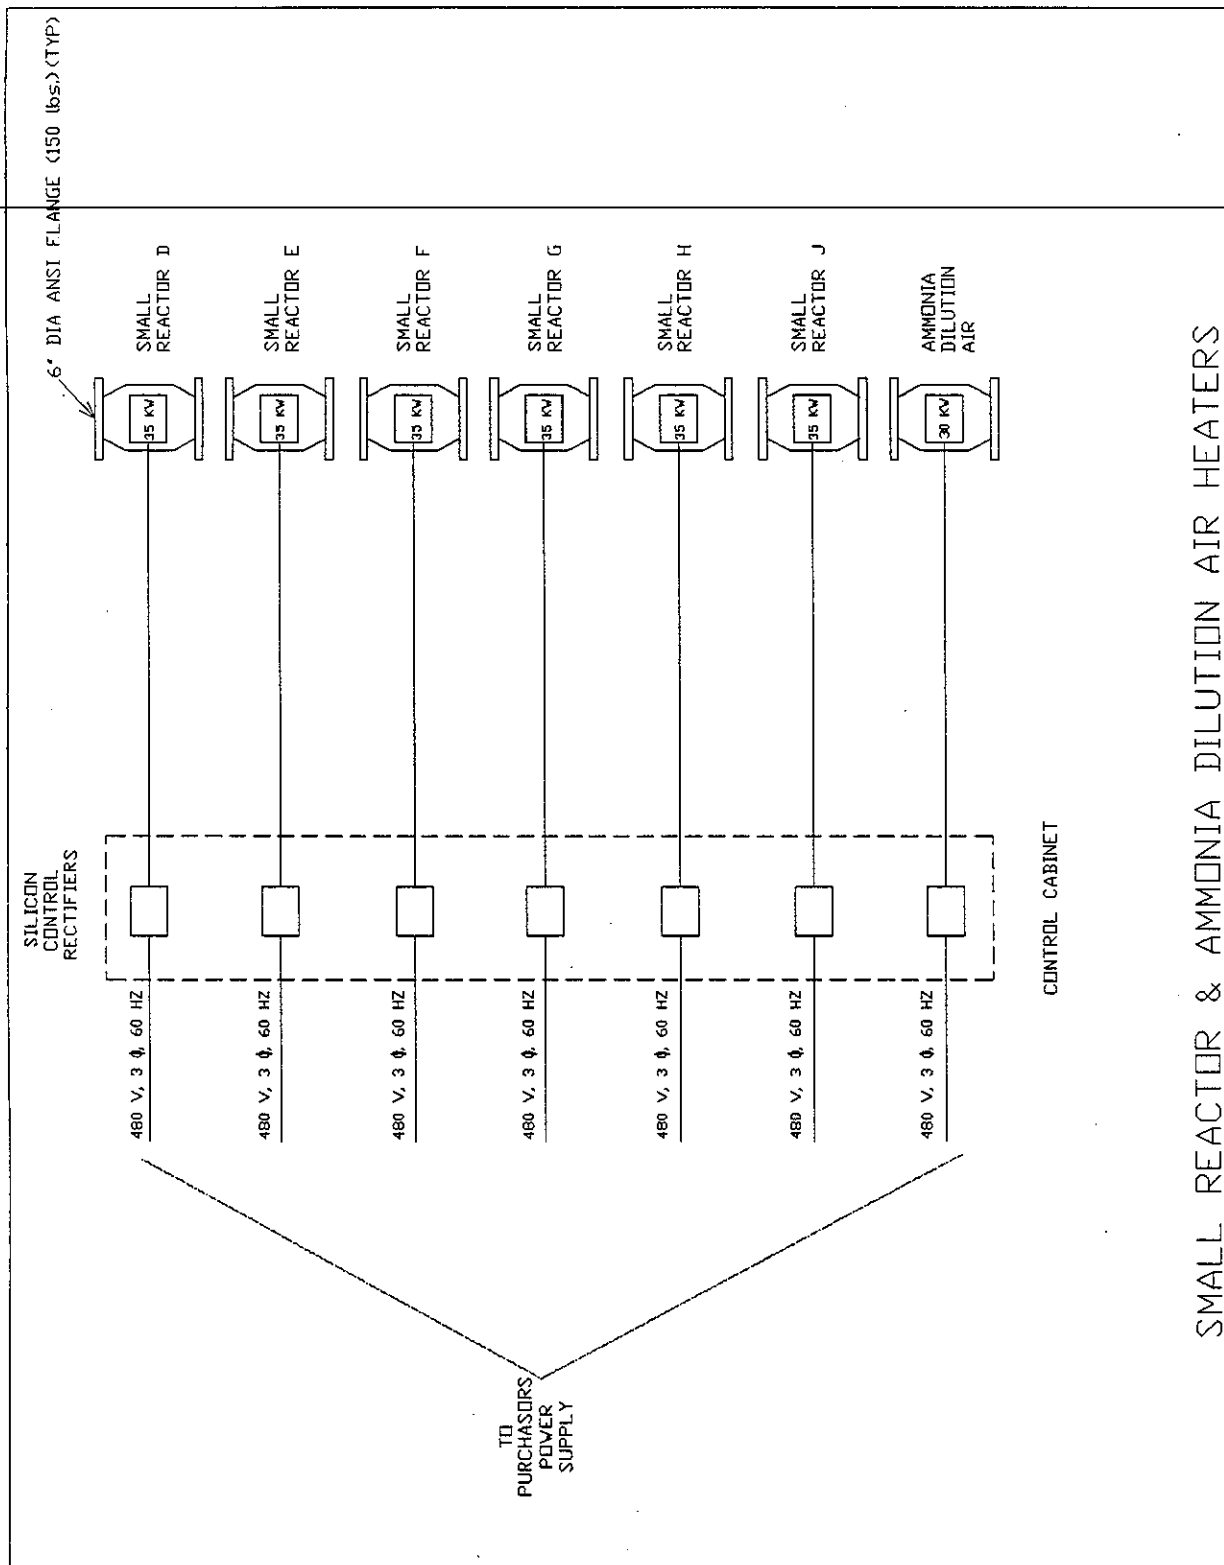 6" DIA ANSI FLANGE (150 lbs.) (TYP)
SILICON
CONTROL
RECTIFIERS
480 V, 3 ϕ, 60 HZ
35 KW
SMALL
REACTOR D
480 V, 3 ϕ, 60 HZ
35 KW
SMALL
REACTOR E
480 V, 3 ϕ, 60 HZ
35 KW
SMALL
REACTOR F
480 V, 3 ϕ, 60 HZ
35 KW
SMALL
REACTOR G
480 V, 3 ϕ, 60 HZ
35 KW
SMALL
REACTOR H
480 V, 3 ϕ, 60 HZ
35 KW
SMALL
REACTOR J
480 V, 3 ϕ, 60 HZ
30 KW
AMMONIA
DILUTION
AIR
TO
PURCHASORS
POWER
SUPPLY
CONTROL CABINET
SMALL REACTOR & AMMONIA DILUTION AIR HEATERS